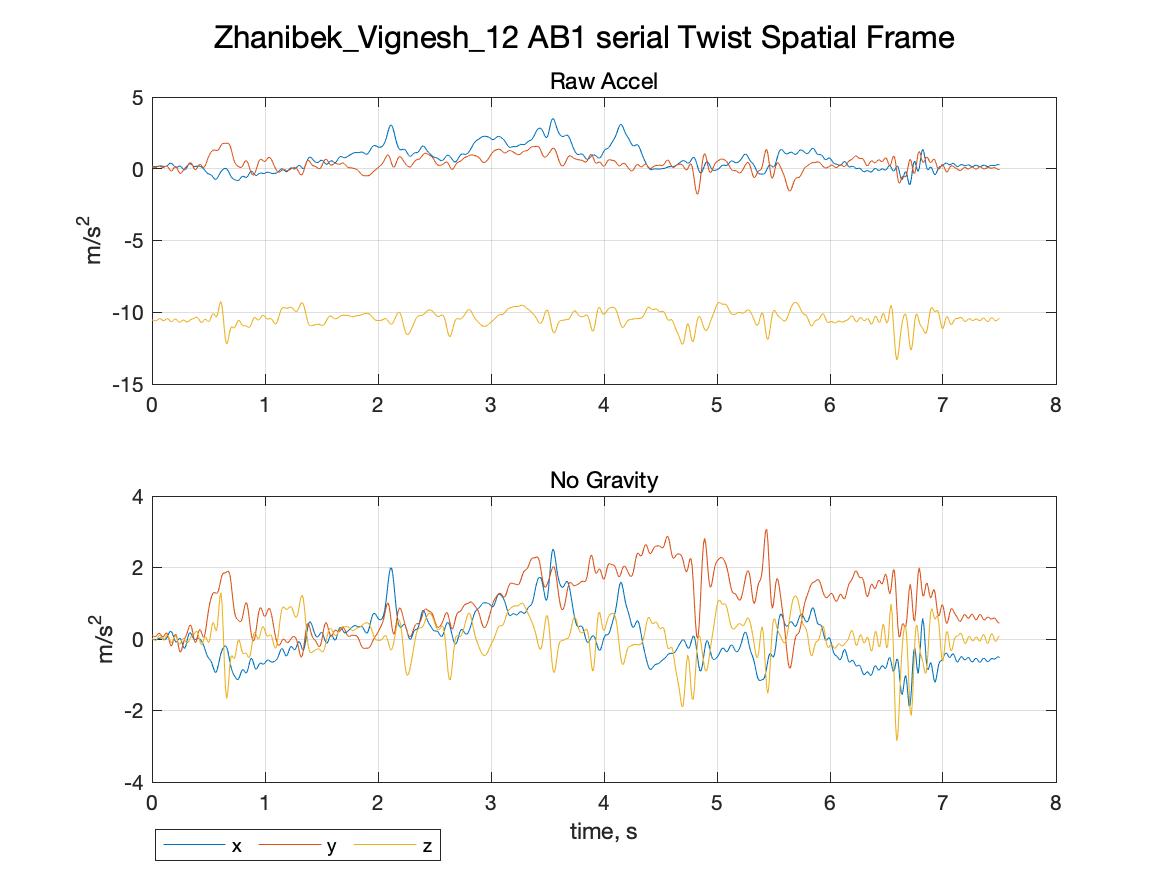 Zhanibek_Vignesh_12 AB1 serial Twist Spatial Frame
Raw Accel
5
0
-5
-10
-15
m/s²
0 1 2 3 4 5 6 7 8
No Gravity
4
2
0
-2
-4
m/s²
0 1 2 3 4 5 6 7 8
time, s
x y z